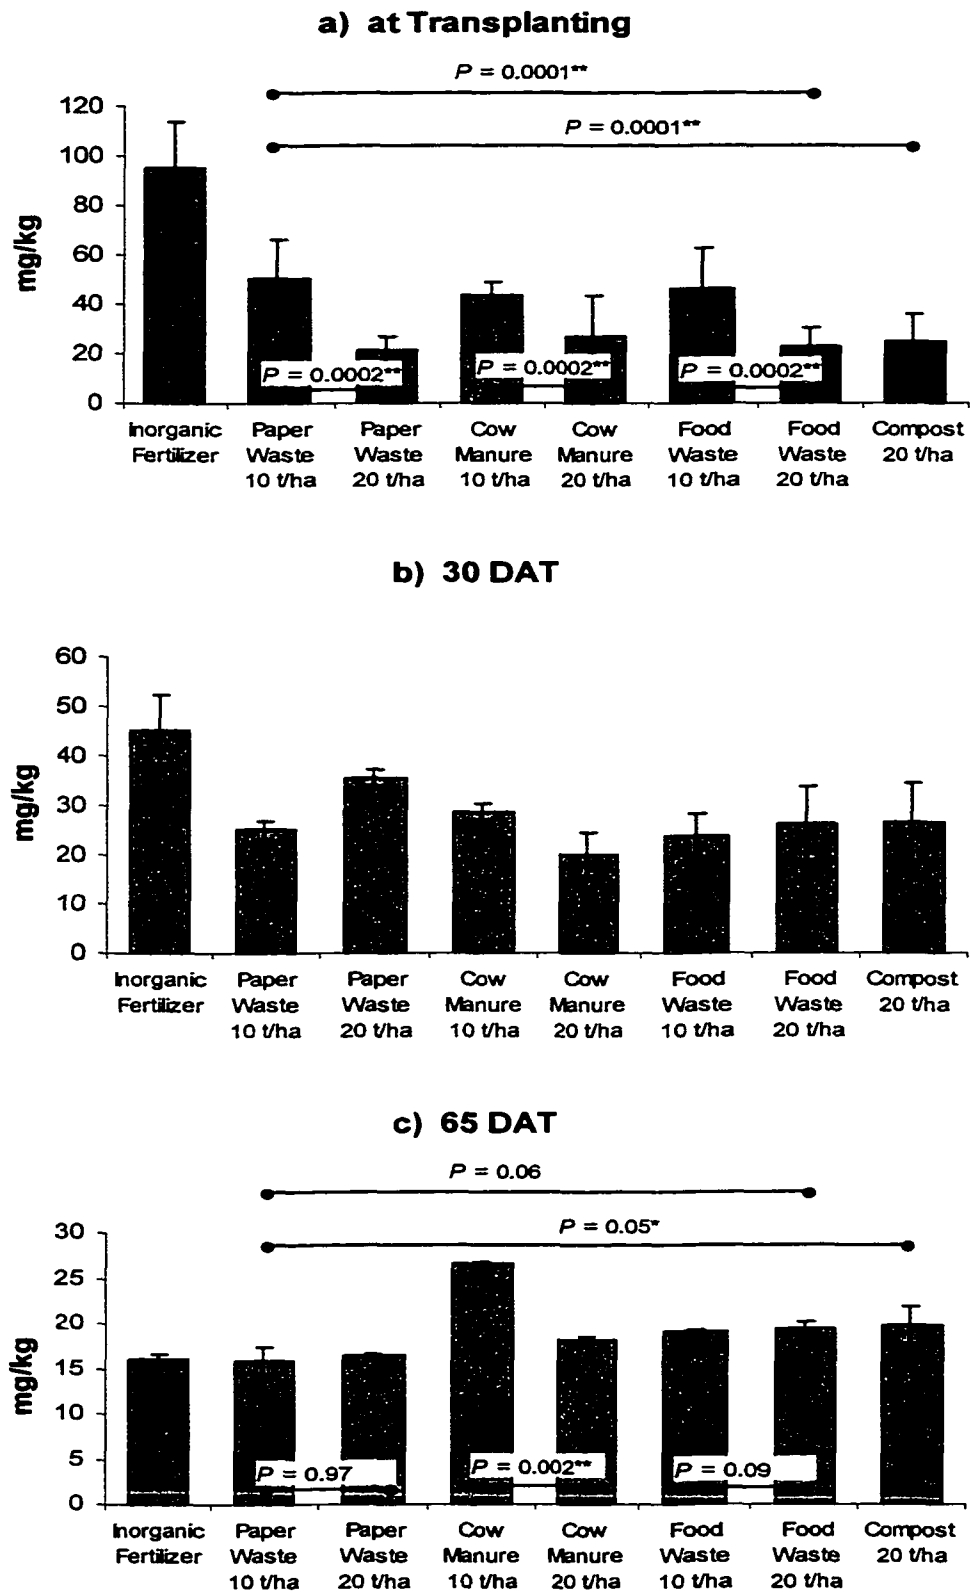 a) at Transplanting
P = 0.0001**
P = 0.0001**
120
100
80
60
40
20
0
mg/kg
P = 0.0002**
P = 0.0002**
P = 0.0002**
Inorganic Paper Paper Cow Cow Food Food Compost
Fertilizer Waste Waste Manure Manure Waste Waste 20 t/ha
10 t/ha 20 t/ha 10 t/ha 20 t/ha 10 t/ha 20 t/ha
b) 30 DAT
60
50
40
30
20
10
0
mg/kg
Inorganic Paper Paper Cow Cow Food Food Compost
Fertilizer Waste Waste Manure Manure Waste Waste 20 t/ha
10 t/ha 20 t/ha 10 t/ha 20 t/ha 10 t/ha 20 t/ha
c) 65 DAT
P = 0.06
P = 0.05*
30
25
20
15
10
5
0
mg/kg
P = 0.97
P = 0.002**
P = 0.09
Inorganic Paper Paper Cow Cow Food Food Compost
Fertilizer Waste Waste Manure Manure Waste Waste 20 t/ha
10 t/ha 20 t/ha 10 t/ha 20 t/ha 10 t/ha 20 t/ha